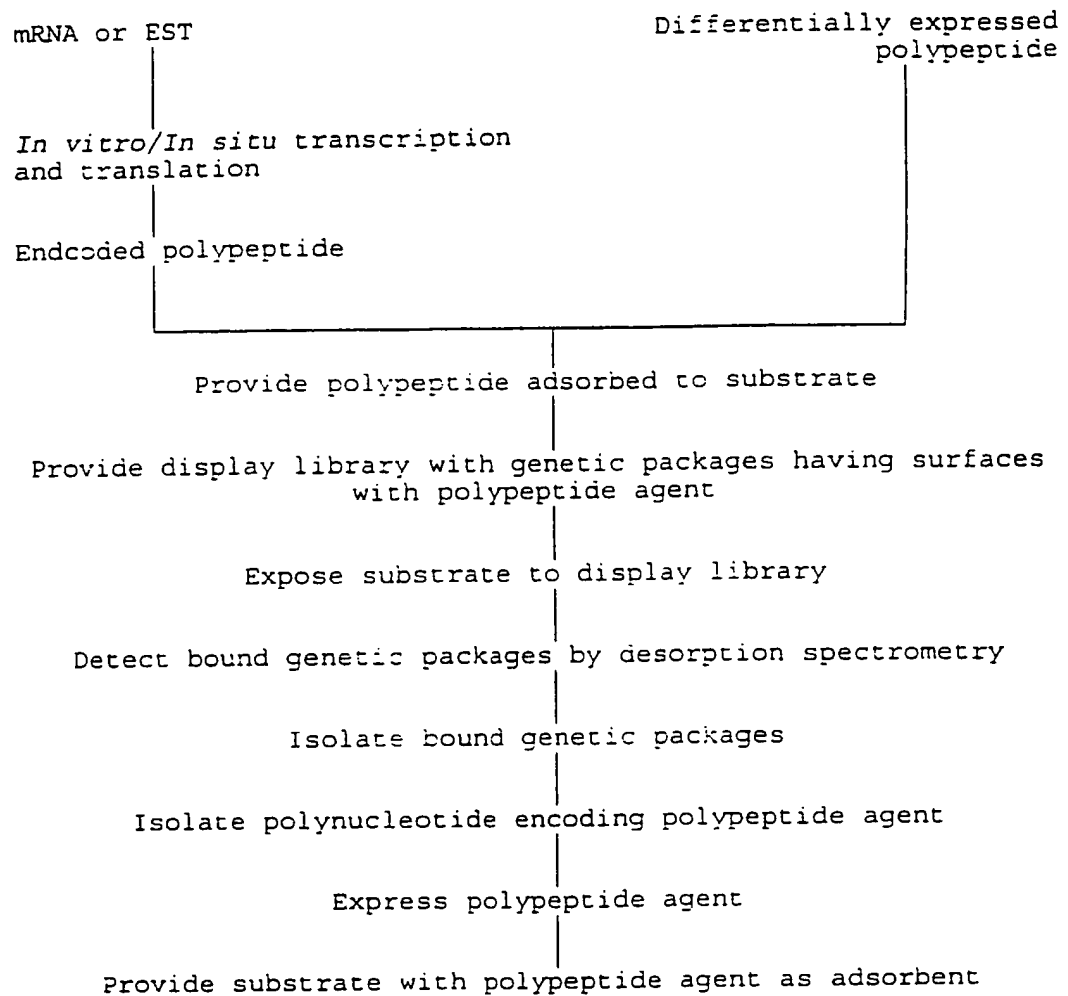 mRNA or EST
Differentially expressed
polypeptide
In vitro/In situ transcription
and translation
Endcoded polypeptide
Provide polypeptide adsorbed to substrate
Provide display library with genetic packages having surfaces
with polypeptide agent
Expose substrate to display library
Detect bound genetic packages by desorption spectrometry
Isolate bound genetic packages
Isolate polynucleotide encoding polypeptide agent
Express polypeptide agent
Provide substrate with polypeptide agent as adsorbent